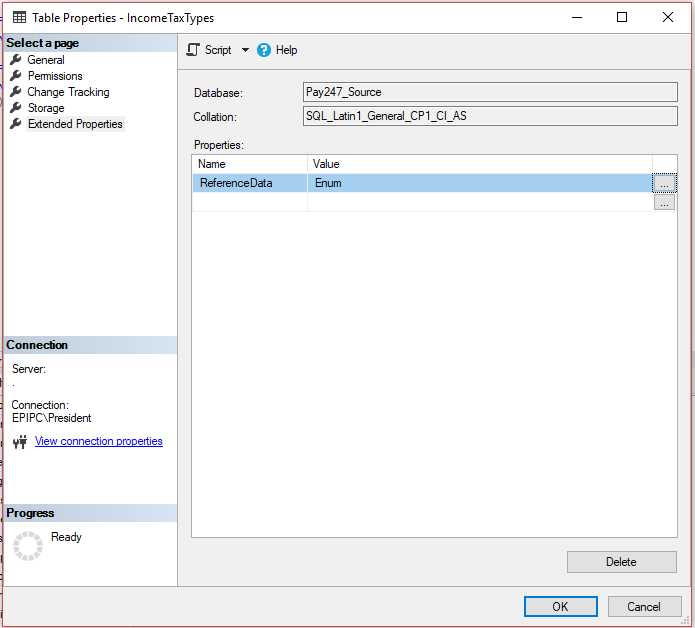 Table Properties - IncomeTaxTypes
Select a page
General
Permissions
Change Tracking
Storage
Extended Properties
Script
Help
Database:
Pay247_Source
Collation:
SQL_Latin1_General_CP1_CI_AS
Properties:
Name Value
ReferenceData Enum ...
...
Connection
Server:
.
Connection:
EPIPC\President
View connection properties
Progress
Ready
Delete
OK Cancel